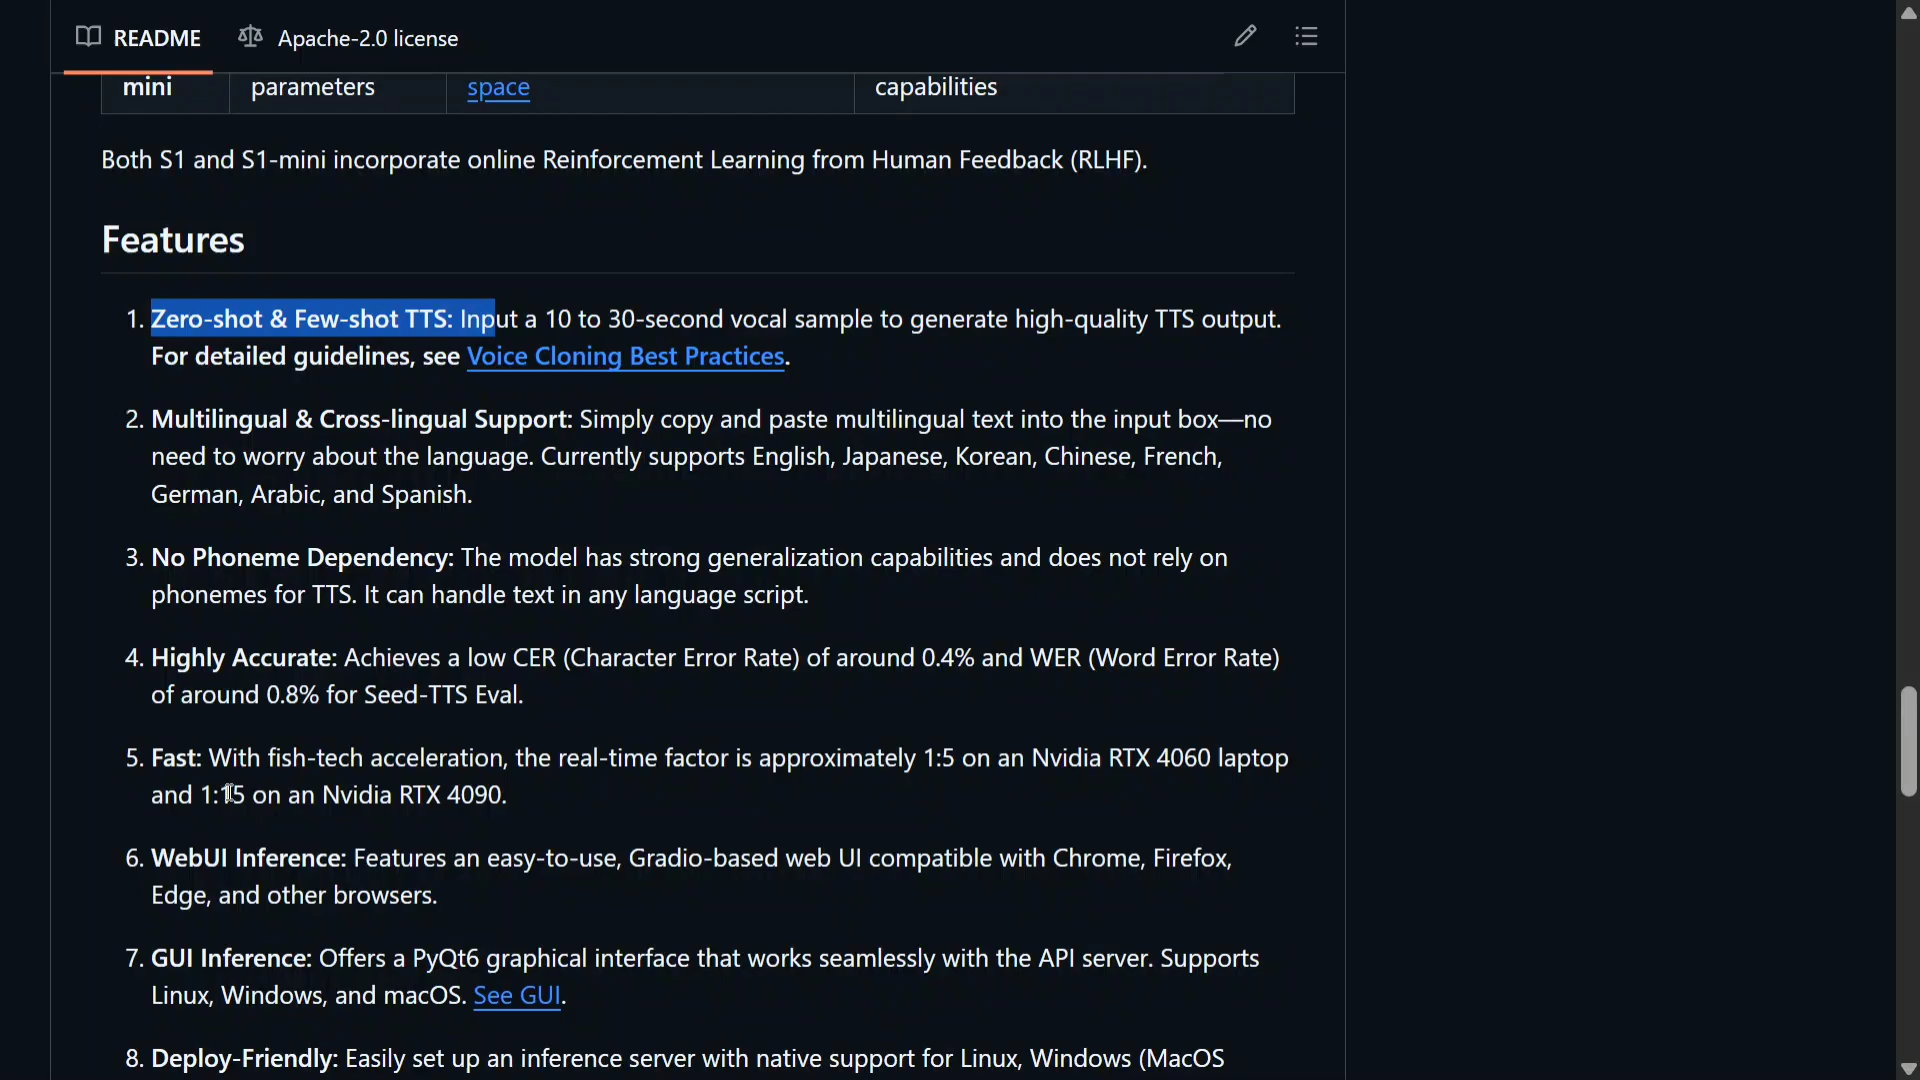 README
Apache-2.0 license
mini parameters space capabilities
Both S1 and S1-mini incorporate online Reinforcement Learning from Human Feedback (RLHF).
Features
1. Zero-shot & Few-shot TTS: Input a 10 to 30-second vocal sample to generate high-quality TTS output.
For detailed guidelines, see Voice Cloning Best Practices.
2. Multilingual & Cross-lingual Support: Simply copy and paste multilingual text into the input box—no
need to worry about the language. Currently supports English, Japanese, Korean, Chinese, French,
German, Arabic, and Spanish.
3. No Phoneme Dependency: The model has strong generalization capabilities and does not rely on
phonemes for TTS. It can handle text in any language script.
4. Highly Accurate: Achieves a low CER (Character Error Rate) of around 0.4% and WER (Word Error Rate)
of around 0.8% for Seed-TTS Eval.
5. Fast: With fish-tech acceleration, the real-time factor is approximately 1:5 on an Nvidia RTX 4060 laptop
and 1:15 on an Nvidia RTX 4090.
6. WebUI Inference: Features an easy-to-use, Gradio-based web UI compatible with Chrome, Firefox,
Edge, and other browsers.
7. GUI Inference: Offers a PyQt6 graphical interface that works seamlessly with the API server. Supports
Linux, Windows, and macOS. See GUI.
8. Deploy-Friendly: Easily set up an inference server with native support for Linux, Windows (MacOS